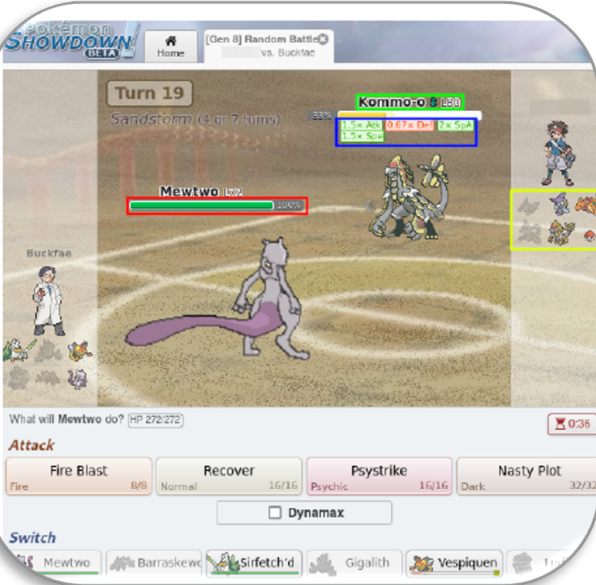 Pokémon
SHOWDOWN!
BETA
Home
[Gen 8] Random Battle
vs. Buckfae
Turn 19
Sandstorm (4 or 7 turns)
Kommo-o
33%
1.5× Atk 0.67× Def 2× SpA
1.5× Spe
Mewtwo L72
100%
Buckfae
What will Mewtwo do? HP 272/272
0:36
Attack
Fire Blast
Fire 8/8
Recover
Normal 16/16
Psystrike
Psychic 16/16
Nasty Plot
Dark 32/32
Dynamax
Switch
Mewtwo
Barraskewd
Sirfetch'd
Gigalith
Vespiquen